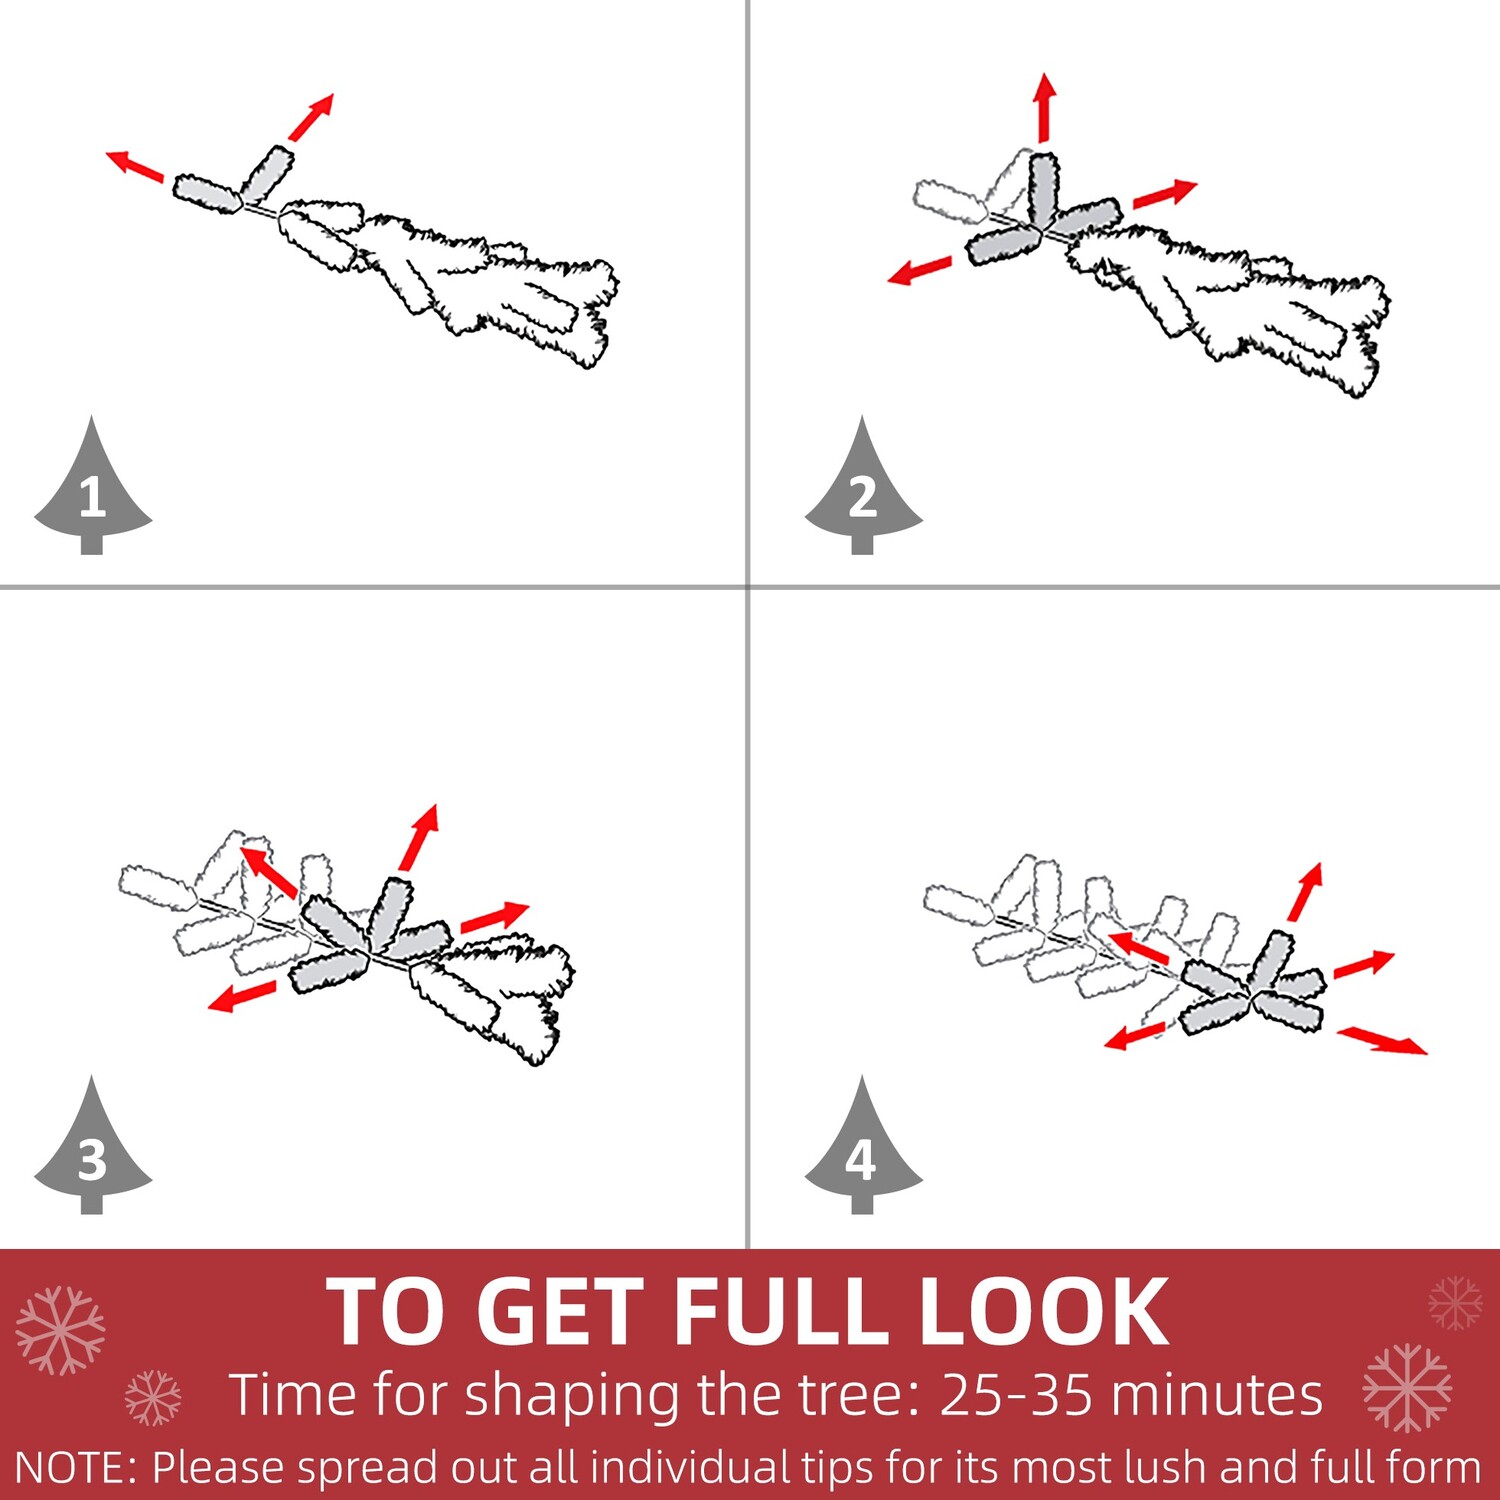 1
2
3
4
TO GET FULL LOOK
Time for shaping the tree: 25-35 minutes
NOTE: Please spread out all individual tips for its most lush and full form